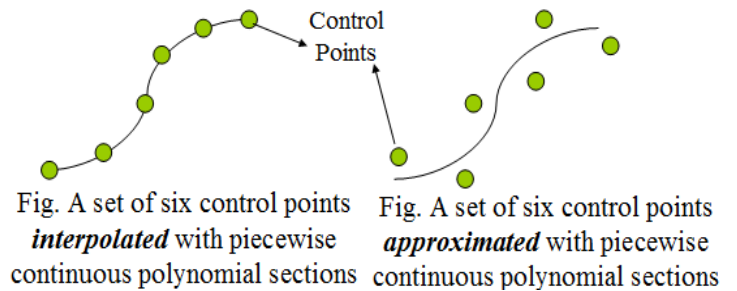 Control
Points
Fig. A set of six control points
interpolated with piecewise
continuous polynomial sections
Fig. A set of six control points
approximated with piecewise
continuous polynomial sections